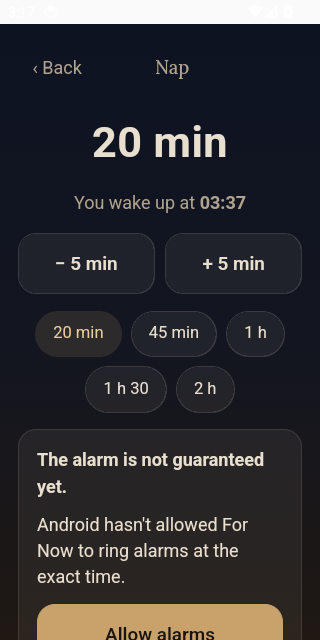 ‹ Back
Nap
20 min
You wake up at 03:37
− 5 min
+ 5 min
20 min
45 min
1 h
1 h 30
2 h
The alarm is not guaranteed
yet.
Android hasn't allowed For
Now to ring alarms at the
exact time.
Allow alarms